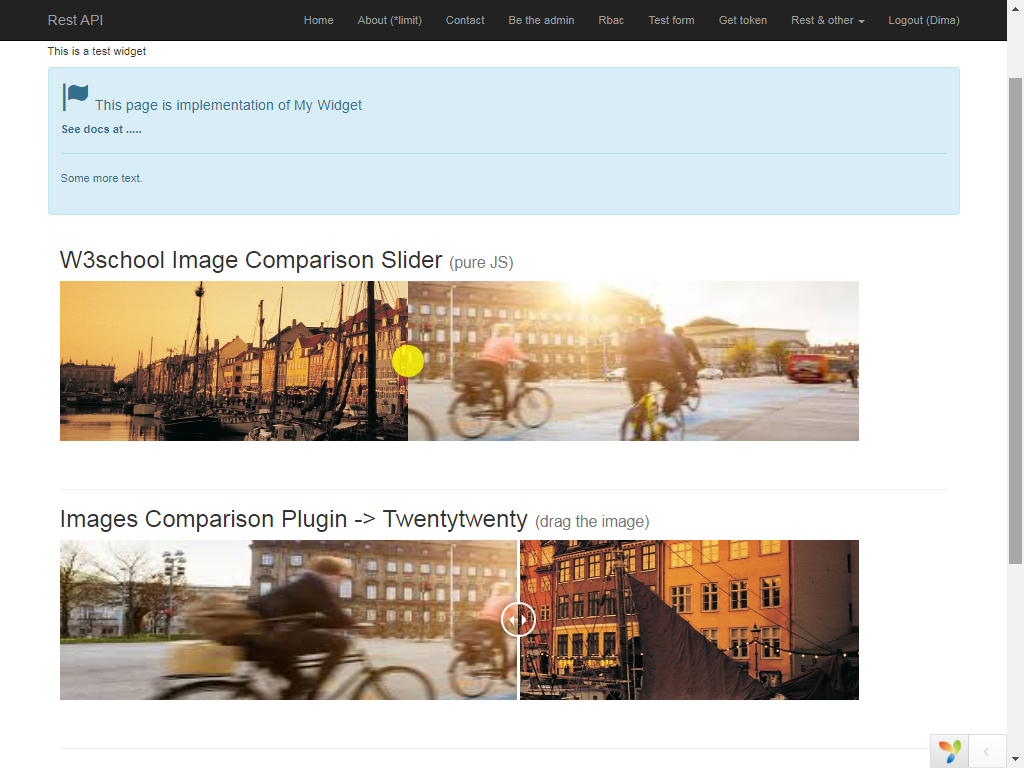 Rest API Home About (*limit) Contact Be the admin Rbac Test form Get token Rest & other Logout (Dima)
This is a test widget
This page is implementation of My Widget
See docs at .....
Some more text.
W3school Image Comparison Slider (pure JS)
Images Comparison Plugin -> Twentytwenty (drag the image)